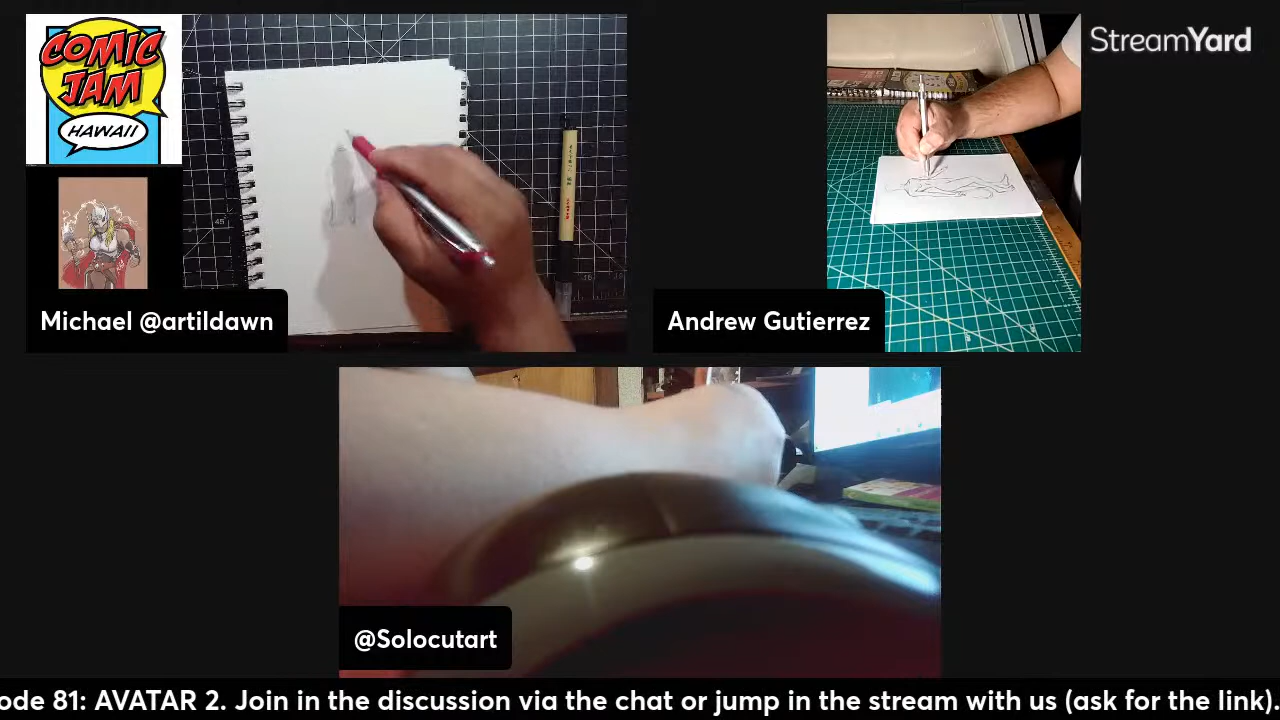 COMIC
JAM
HAWAII
StreamYard
45
Michael @artildawn
Andrew Gutierrez
@Solocutart
ode 81: AVATAR 2. Join in the discussion via the chat or jump in the stream with us (ask for the link).